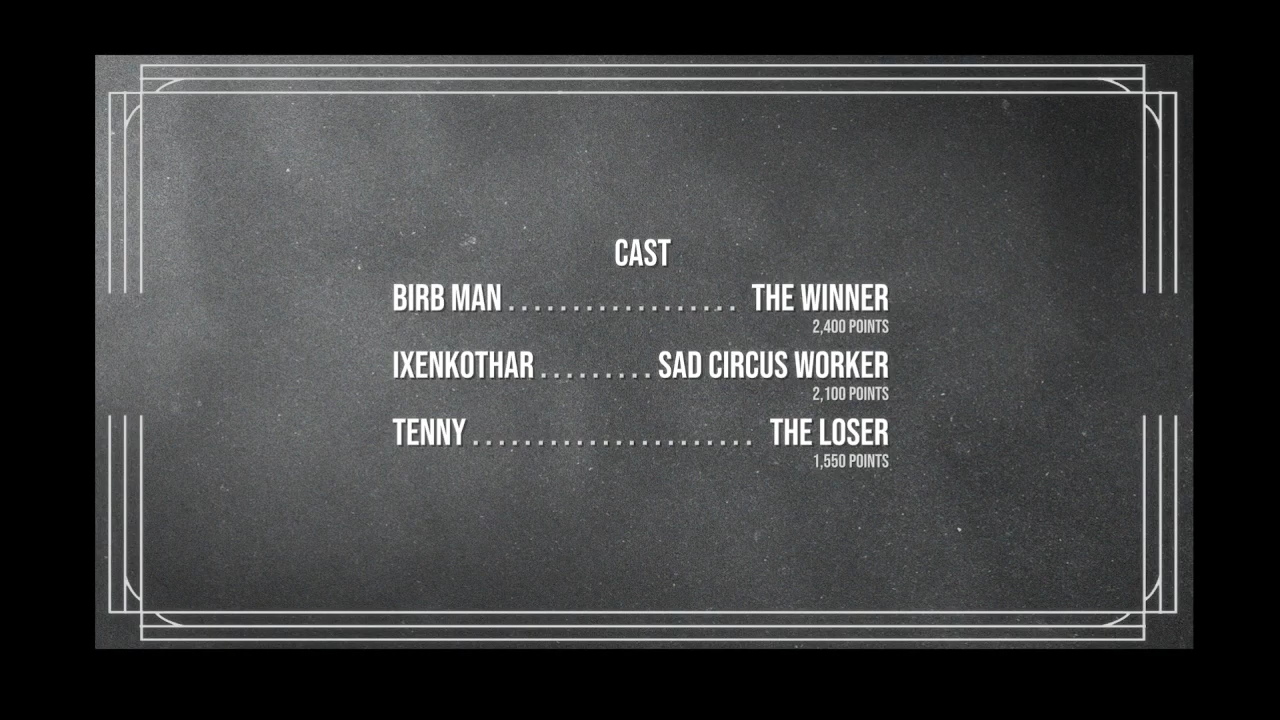 CAST
BIRB MAN . . . . . . . . . . . . . . . . . . THE WINNER
2,400 POINTS
IXENKOTHAR . . . . . . . . . SAD CIRCUS WORKER
2,100 POINTS
TENNY . . . . . . . . . . . . . . . . . . . . . . THE LOSER
1,550 POINTS